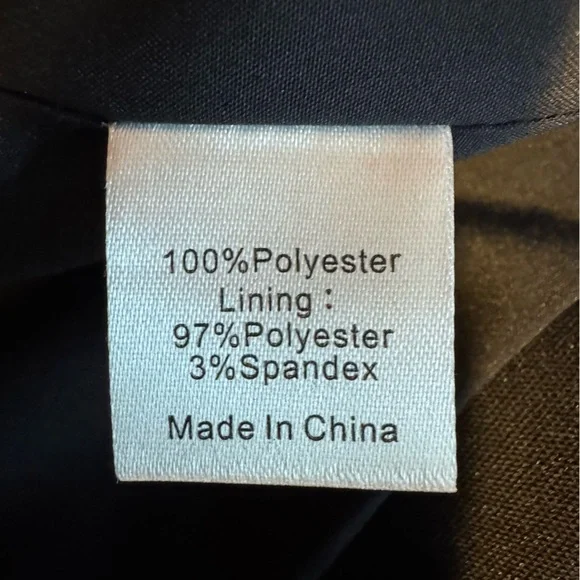 100%Polyester
Lining：
97%Polyester
3%Spandex
Made In China